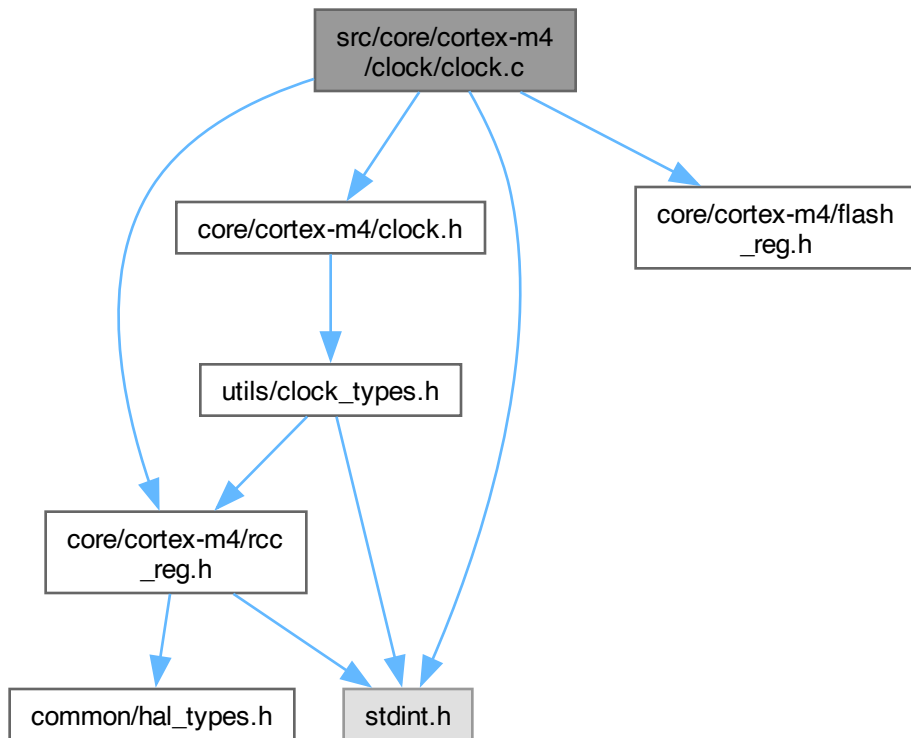 src/core/cortex-m4
/clock/clock.c
core/cortex-m4/clock.h
core/cortex-m4/flash
_reg.h
utils/clock_types.h
core/cortex-m4/rcc
_reg.h
common/hal_types.h
stdint.h